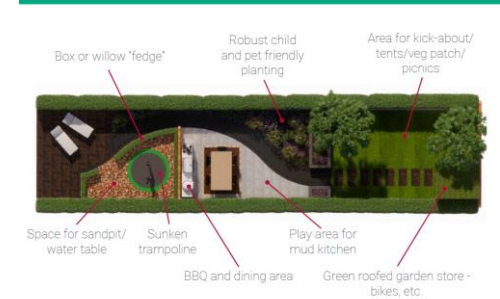 Box or willow "fedge"
Robust child
and pet friendly
planting
Area for kick-about/
tents/veg patch/
picnics
Space for sandpit/
water table
Sunken
trampoline
BBQ and dining area
Play area for
mud kitchen
Green roofed garden store -
bikes, etc.